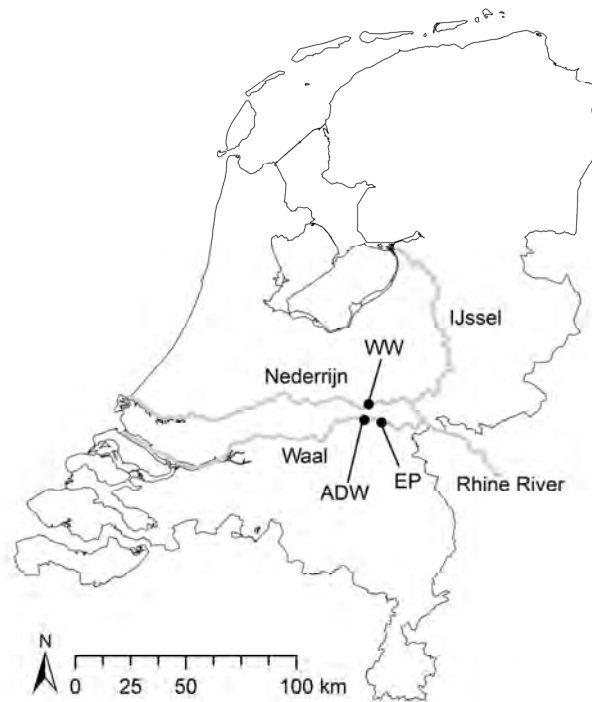 IJssel
WW
Nederrijn
Waal
ADW
EP
Rhine River
N
0 25 50 100 km